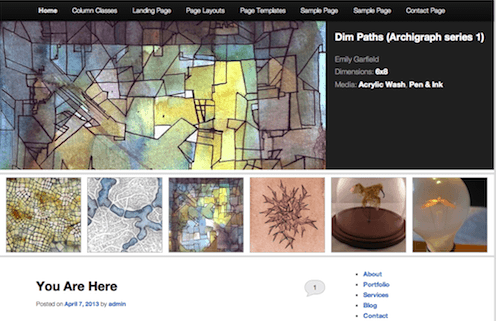 Home Column Classes Landing Page Page Layouts Page Templates Sample Page Sample Page Contact Page
Dim Paths (Archigraph series 1)
Emily Garfield
Dimensions: 6x8
Media: Acrylic Wash, Pen & Ink
You Are Here
1
Posted on April 7, 2013 by admin
About
Portfolio
Services
Blog
Contact